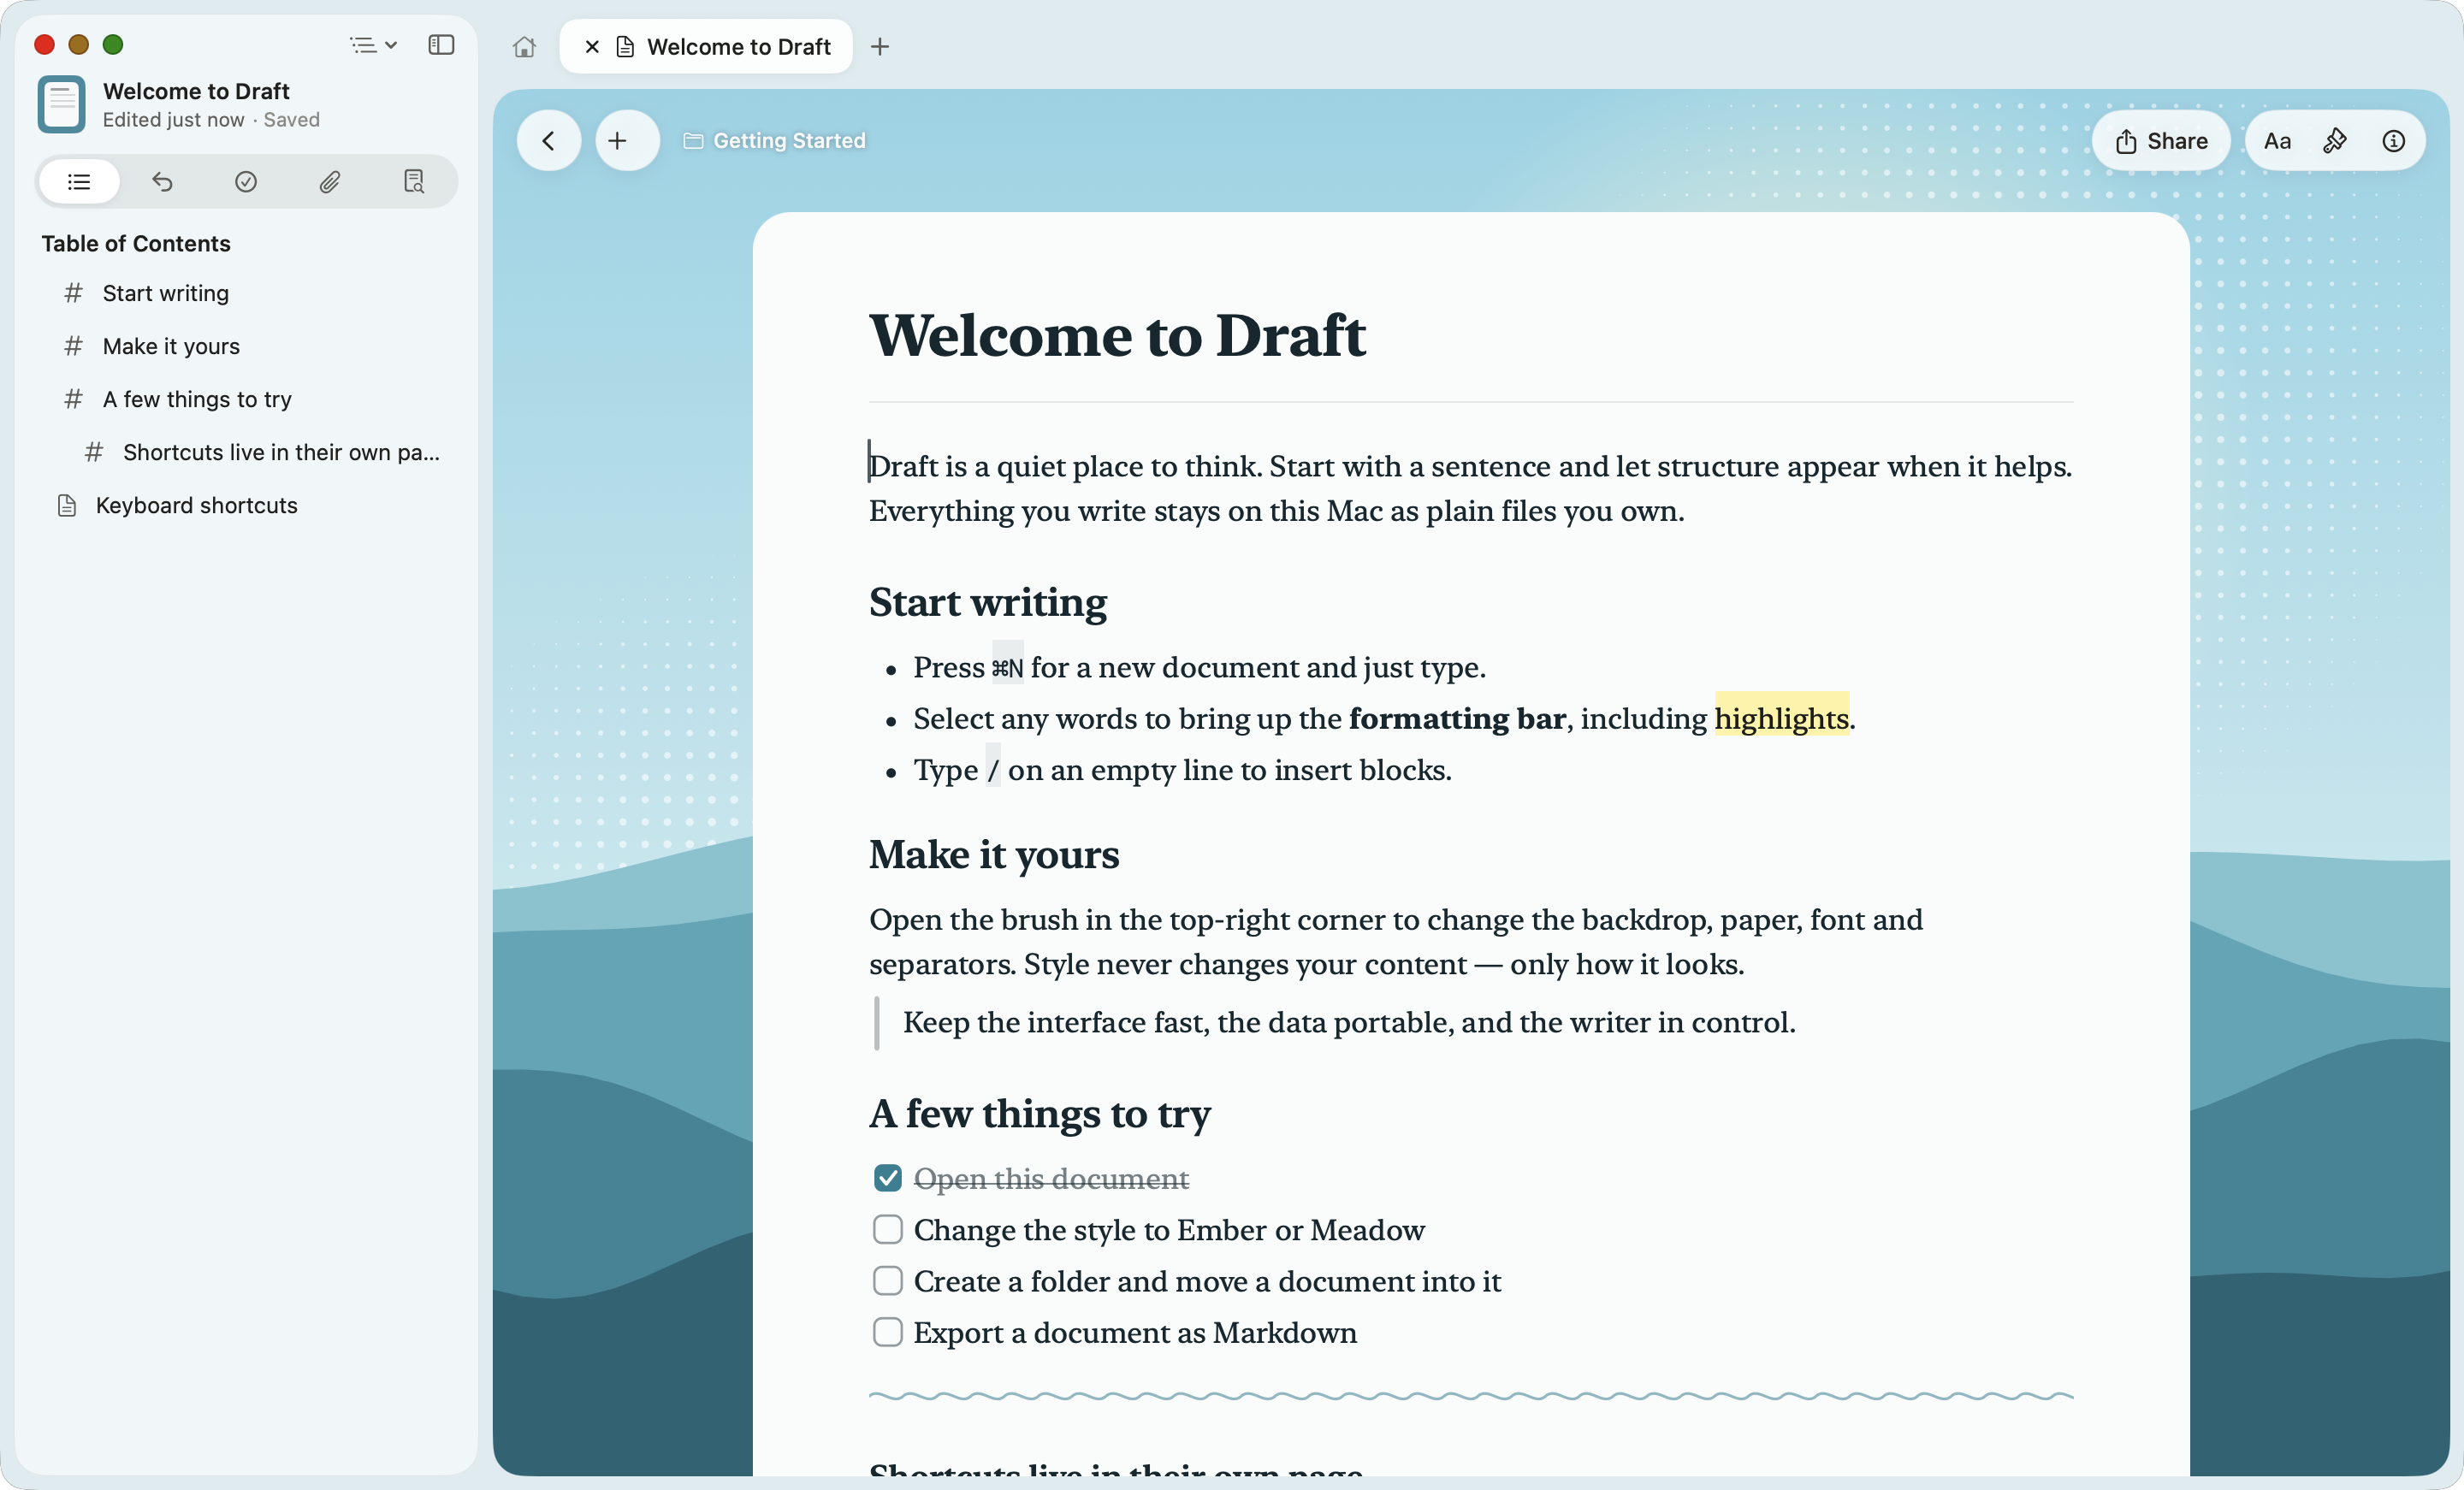 Welcome to Draft
Edited just now · Saved
Table of Contents
# Start writing
# Make it yours
# A few things to try
# Shortcuts live in their own pa...
Keyboard shortcuts
Welcome to Draft
Getting Started
Share
Aa
Welcome to Draft
Draft is a quiet place to think. Start with a sentence and let structure appear when it helps.
Everything you write stays on this Mac as plain files you own.
Start writing
• Press ⌘N for a new document and just type.
• Select any words to bring up the formatting bar, including highlights.
• Type / on an empty line to insert blocks.
Make it yours
Open the brush in the top-right corner to change the backdrop, paper, font and
separators. Style never changes your content — only how it looks.
Keep the interface fast, the data portable, and the writer in control.
A few things to try
Open this document
Change the style to Ember or Meadow
Create a folder and move a document into it
Export a document as Markdown
Shortcuts live in their own page